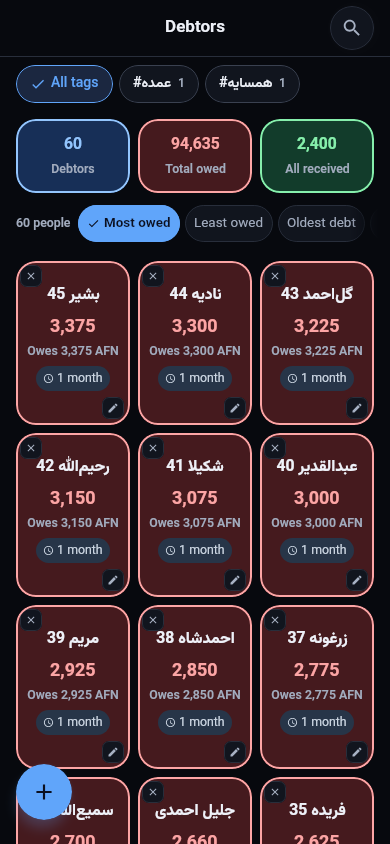 Debtors
All tags
#عمده 1
#همسایه 1
60
Debtors
94,635
Total owed
2,400
All received
60 people
Most owed
Least owed
Oldest debt
بشیر 45
3,375
Owes 3,375 AFN
1 month
نادیه 44
3,300
Owes 3,300 AFN
1 month
گل‌احمد 43
3,225
Owes 3,225 AFN
1 month
رحیم‌الله 42
3,150
Owes 3,150 AFN
1 month
شکیلا 41
3,075
Owes 3,075 AFN
1 month
عبدالقدیر 40
3,000
Owes 3,000 AFN
1 month
مریم 39
2,925
Owes 2,925 AFN
1 month
احمدشاه 38
2,850
Owes 2,850 AFN
1 month
زرغونه 37
2,775
Owes 2,775 AFN
1 month
2,700
جلیل احمدی
2,660
فریده 35
2,625